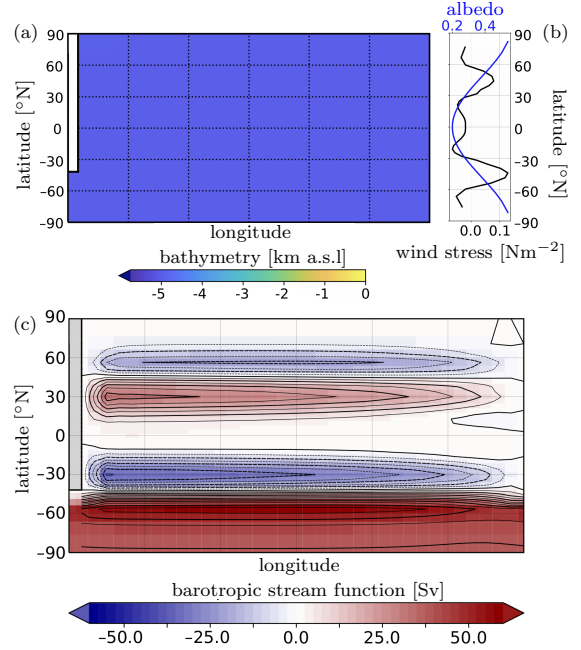 albedo
(a)
0.2 0.4
(b)
90
60
30
0
−30
−60
−90
latitude [°N]
longitude
90
60
30
0
−30
−60
−90
latitude [°N]
0.0 0.1
wind stress [Nm−2]
bathymetry [km a.s.l]
-5 -4 -3 -2 -1 0
(c)
90
60
30
0
−30
−60
−90
latitude [°N]
longitude
barotropic stream function [Sv]
−50.0 −25.0 0.0 25.0 50.0